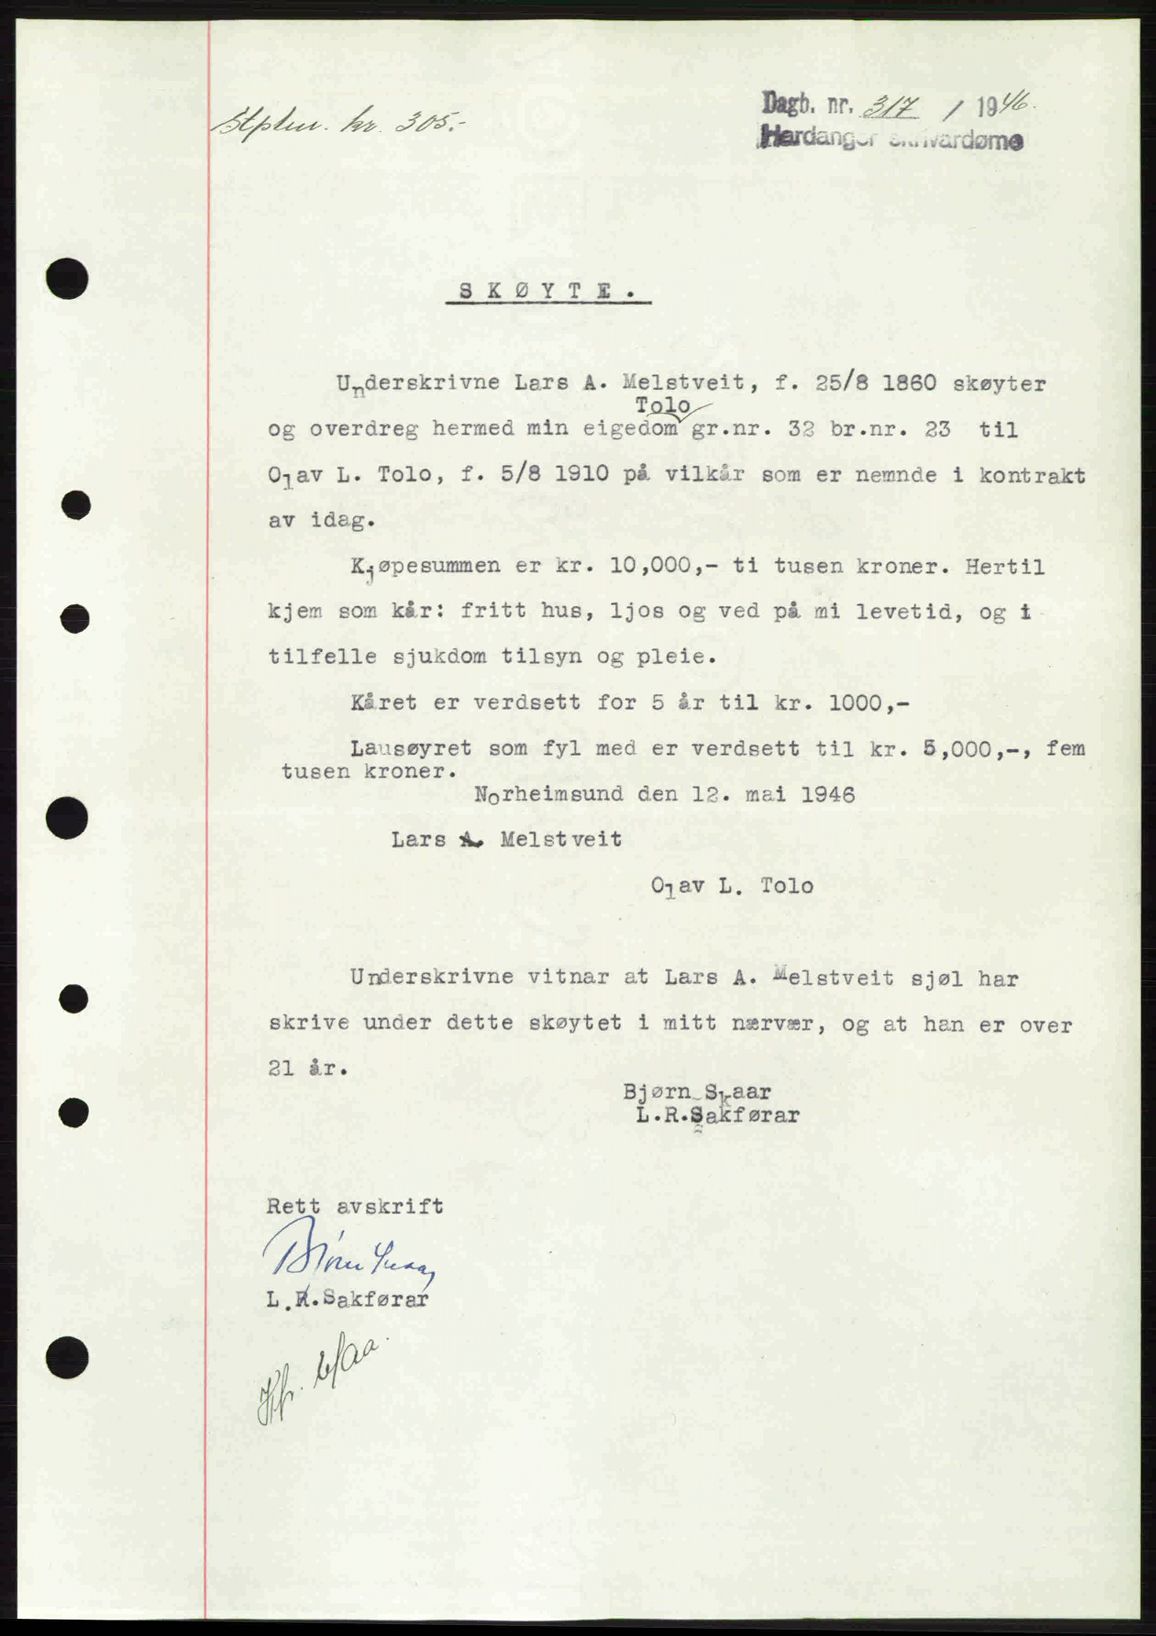 Stplm. kr. 305.-
Dagb. nr. 317 / 1946.
Hardanger skrivardøme
SKØYTE.
Underskrivne Lars A. Melstveit, f. 25/8 1860 skøyter
Tolo
og overdreg hermed min eigedom gr.nr. 32 br.nr. 23 til
Olav L. Tolo, f. 5/8 1910 på vilkår som er nemnde i kontrakt
av idag.
Kjøpesummen er kr. 10,000,- ti tusen kroner. Hertil
kjem som kår: fritt hus, ljos og ved på mi levetid, og i
tilfelle sjukdom tilsyn og pleie.
Kåret er verdsett for 5 år til kr. 1000,-
Lausøyret som fyl med er verdsett til kr. 5,000,-, fem
tusen kroner.
Norheimsund den 12. mai 1946
Lars A. Melstveit
Olav L. Tolo
Underskrivne vitnar at Lars A. Melstveit sjøl har
skrive under dette skøytet i mitt nærvær, og at han er over
21 år.
Bjørn Skaar
L.R.Sakførar
Rett avskrift
Bjørn Skaar
L.R.Sakførar